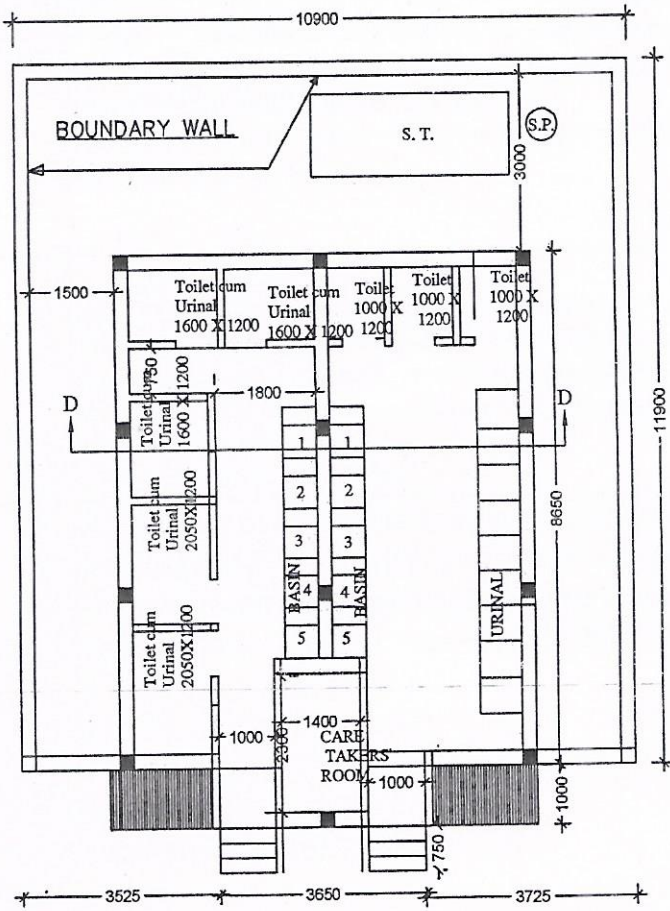 10900
BOUNDARY WALL
S. T.
S.P.
3000
1500
11900
Toilet cum
Urinal
1600 X 1200
Toilet cum
Urinal
1600 X 1200
Toilet
1000 X
1200
Toilet
1000 X
1200
Toilet
1000 X
1200
750
1800
D
D
Toilet cum
Urinal
1600 X 1200
Toilet cum
Urinal
2050X1200
Toilet cum
Urinal
2050X1200
1
2
3
4
5
BASIN
1
2
3
4
5
BASIN
URINAL
8650
1000
2300
1400
CARE
TAKERS'
ROOM
1000
1000
750
3525
3650
3725